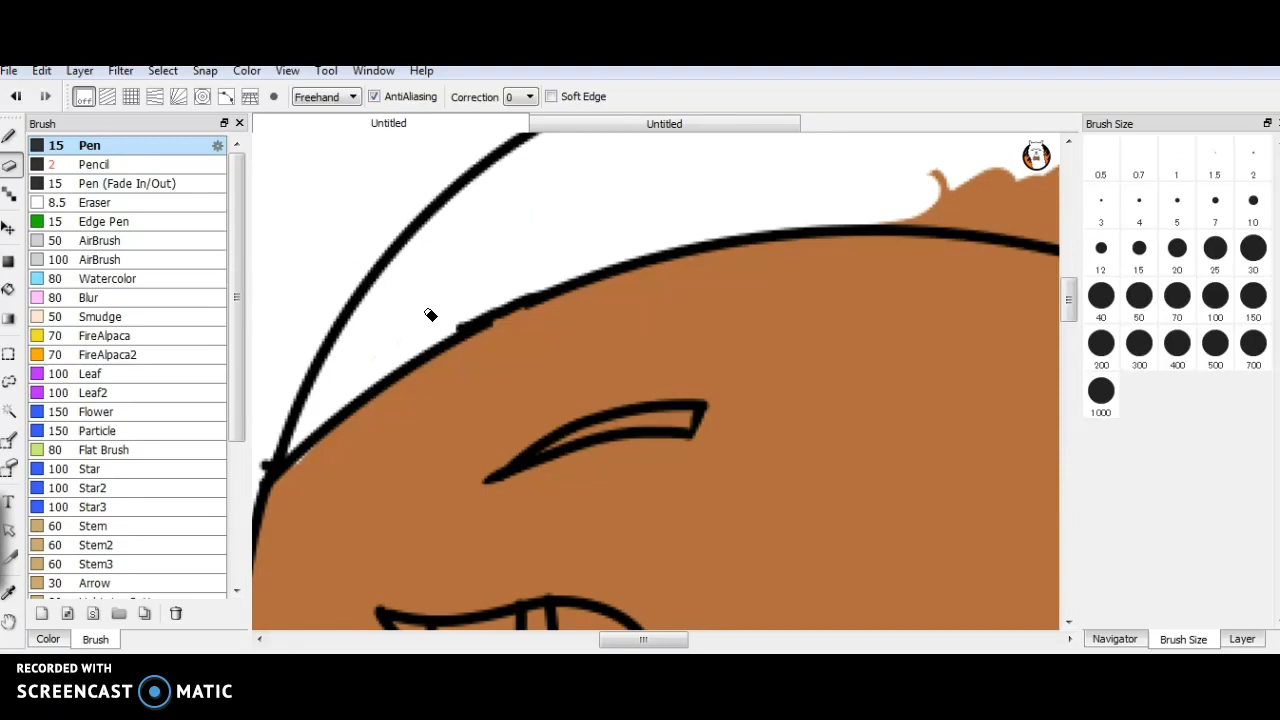 File Edit Layer Filter Select Snap Color View Tool Window Help
off Freehand AntiAliasing Correction 0 Soft Edge
Brush
Untitled
Untitled
Brush Size
15 Pen
2 Pencil
15 Pen (Fade In/Out)
8.5 Eraser
15 Edge Pen
50 AirBrush
100 AirBrush
80 Watercolor
80 Blur
50 Smudge
70 FireAlpaca
70 FireAlpaca2
100 Leaf
100 Leaf2
150 Flower
150 Particle
80 Flat Brush
100 Star
100 Star2
100 Star3
60 Stem
60 Stem2
60 Stem3
30 Arrow
0.5 0.7 1 1.5 2
3 4 5 7 10
12 15 20 25 30
40 50 70 100 150
200 300 400 500 700
1000
Color Brush
Navigator Brush Size Layer
RECORDED WITH
SCREENCAST MATIC